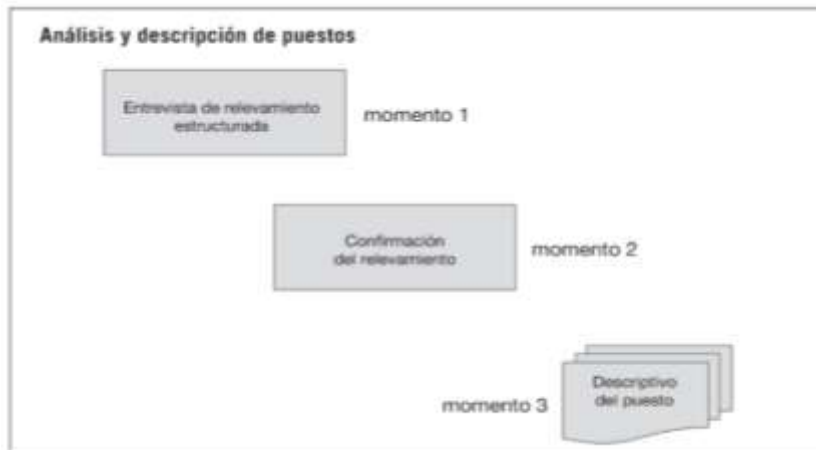 Análisis y descripción de puestos
Entrevista de relevamiento
estructurada
momento 1
Confirmación
del relevamiento
momento 2
momento 3
Descriptivo
del puesto